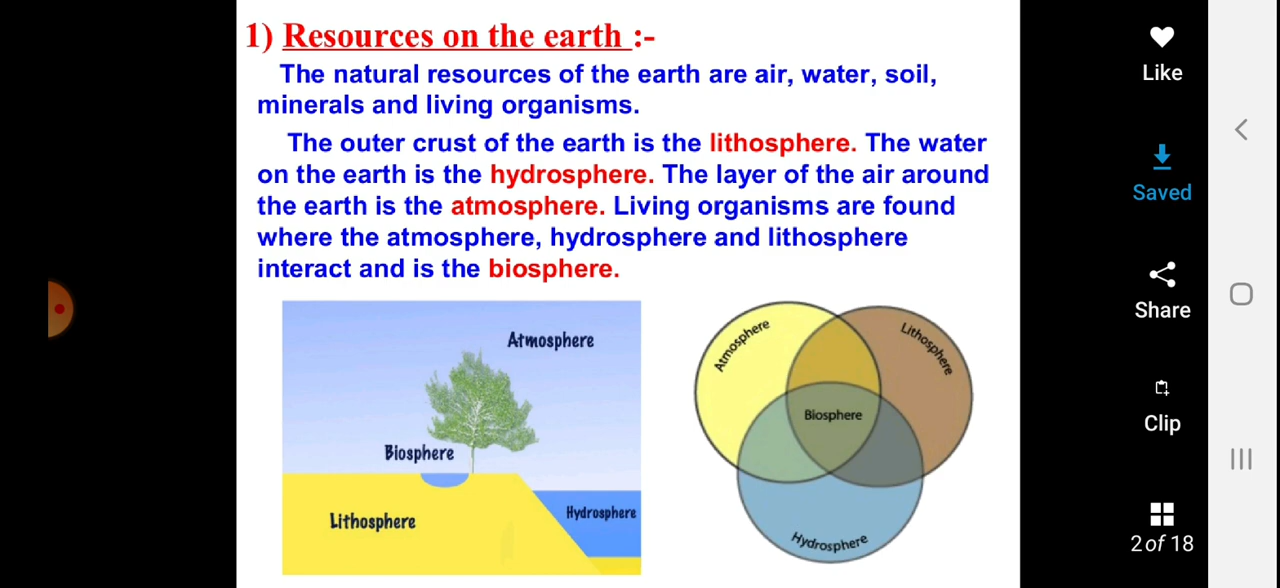 1) Resources on the earth :-
The natural resources of the earth are air, water, soil,
minerals and living organisms.
The outer crust of the earth is the lithosphere. The water
on the earth is the hydrosphere. The layer of the air around
the earth is the atmosphere. Living organisms are found
where the atmosphere, hydrosphere and lithosphere
interact and is the biosphere.
Atmosphere
Biosphere
Lithosphere
Hydrosphere
Atmosphere
Lithosphere
Biosphere
Hydrosphere
Like
Saved
Share
Clip
2 of 18